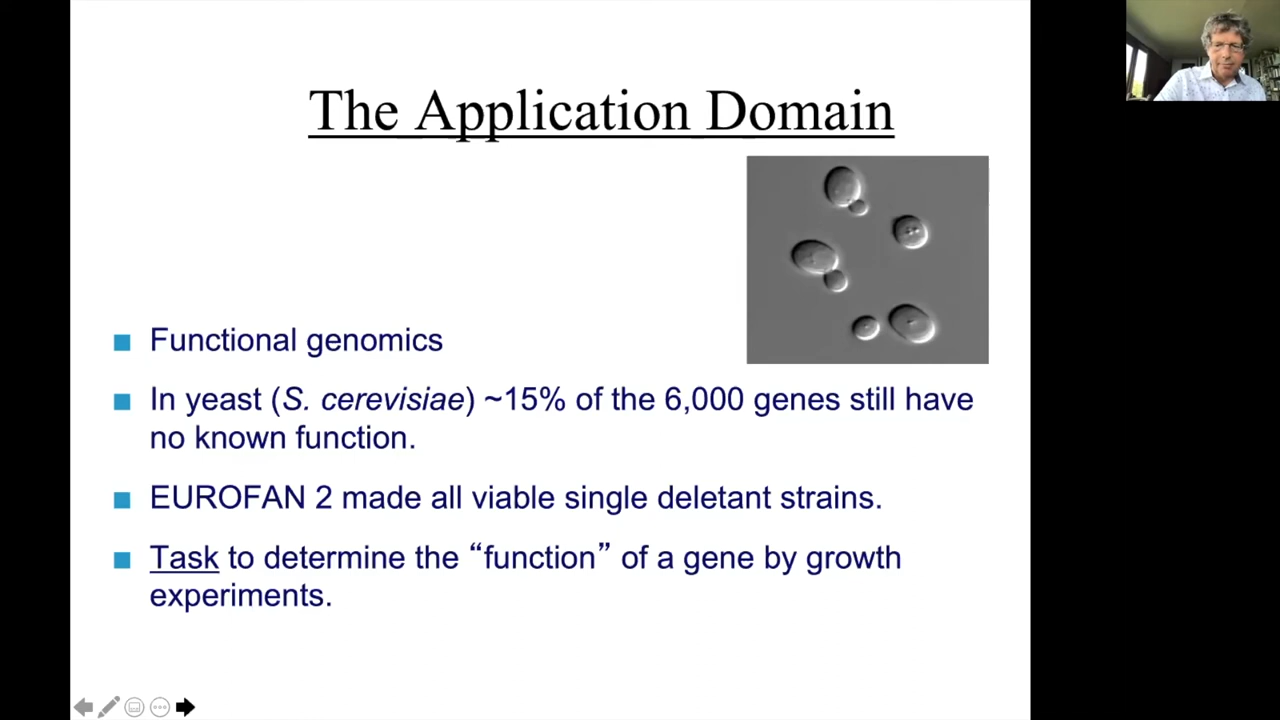 The Application Domain
■ Functional genomics
■ In yeast (S. cerevisiae) ~15% of the 6,000 genes still have
no known function.
■ EUROFAN 2 made all viable single deletant strains.
■ Task to determine the “function” of a gene by growth
experiments.